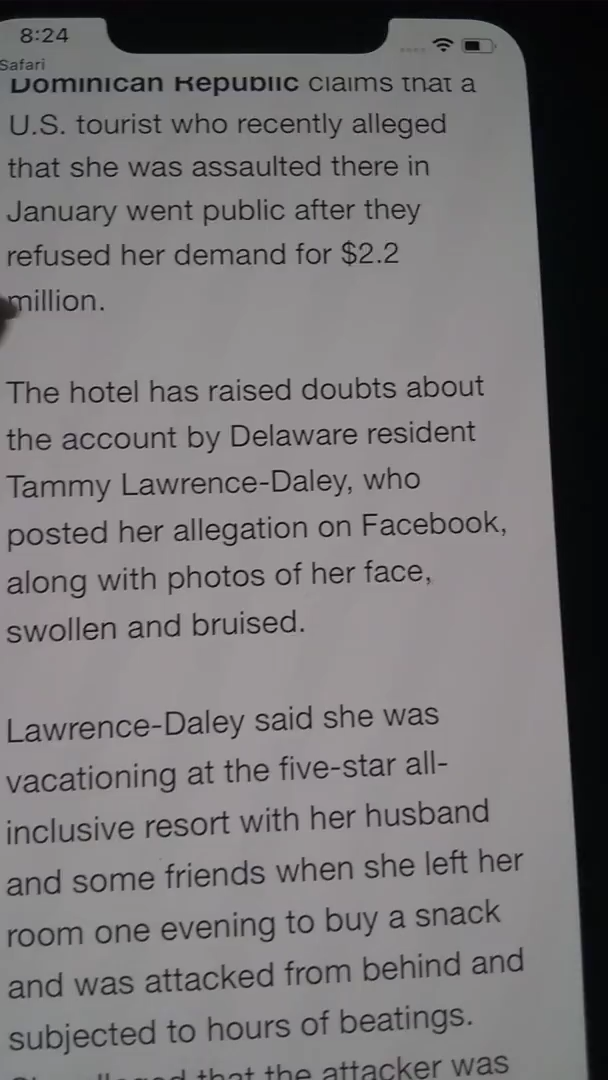 8:24
Safari
Dominican Republic claims that a
U.S. tourist who recently alleged
that she was assaulted there in
January went public after they
refused her demand for $2.2
million.
The hotel has raised doubts about
the account by Delaware resident
Tammy Lawrence-Daley, who
posted her allegation on Facebook,
along with photos of her face,
swollen and bruised.
Lawrence-Daley said she was
vacationing at the five-star all-
inclusive resort with her husband
and some friends when she left her
room one evening to buy a snack
and was attacked from behind and
subjected to hours of beatings.
that the attacker was